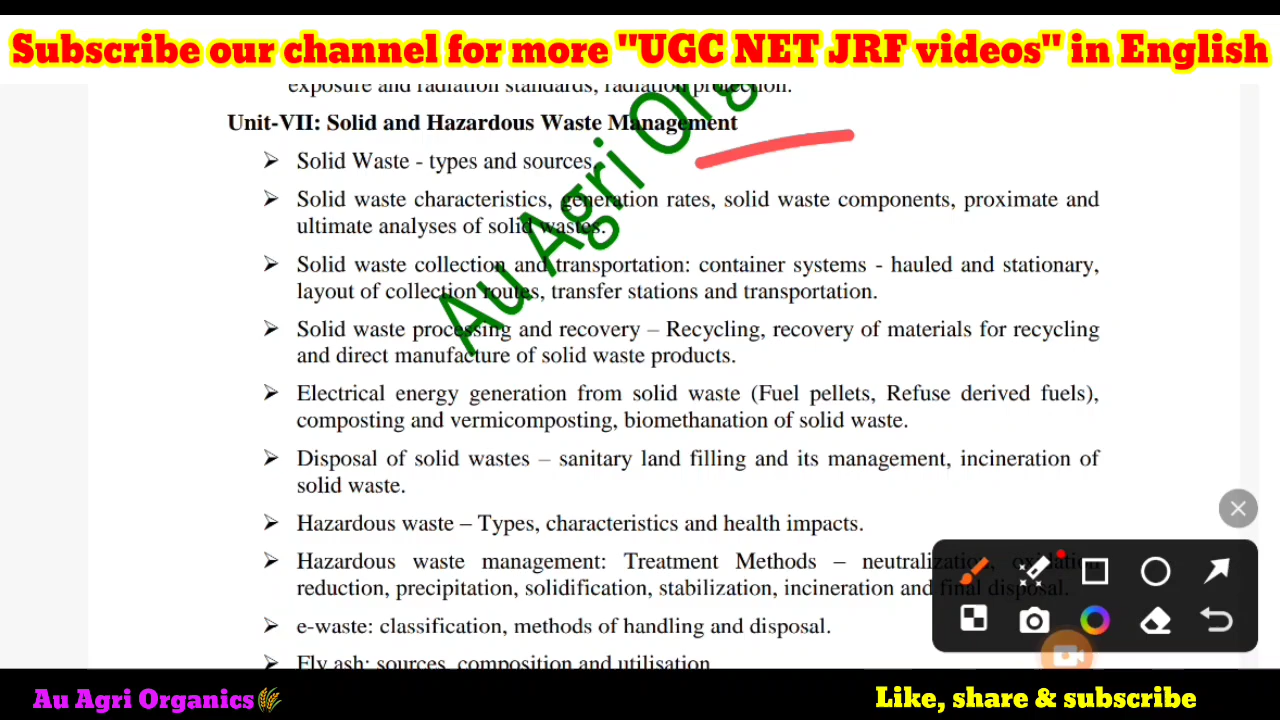 Subscribe our channel for more "UGC NET JRF videos" in English
exposure and radiation standards, radiation protection.
Unit-VII: Solid and Hazardous Waste Management
➢ Solid Waste - types and sources.
➢ Solid waste characteristics, generation rates, solid waste components, proximate and
ultimate analyses of solid wastes.
➢ Solid waste collection and transportation: container systems - hauled and stationary,
layout of collection routes, transfer stations and transportation.
➢ Solid waste processing and recovery – Recycling, recovery of materials for recycling
and direct manufacture of solid waste products.
➢ Electrical energy generation from solid waste (Fuel pellets, Refuse derived fuels),
composting and vermicomposting, biomethanation of solid waste.
➢ Disposal of solid wastes – sanitary land filling and its management, incineration of
solid waste.
➢ Hazardous waste – Types, characteristics and health impacts.
➢ Hazardous waste management: Treatment Methods – neutralization, oxidation
reduction, precipitation, solidification, stabilization, incineration and final disposal.
➢ e-waste: classification, methods of handling and disposal.
➢ Fly ash: sources, composition and utilisation
Au Agri Org
Au Agri Organics🌾
Like, share & subscribe